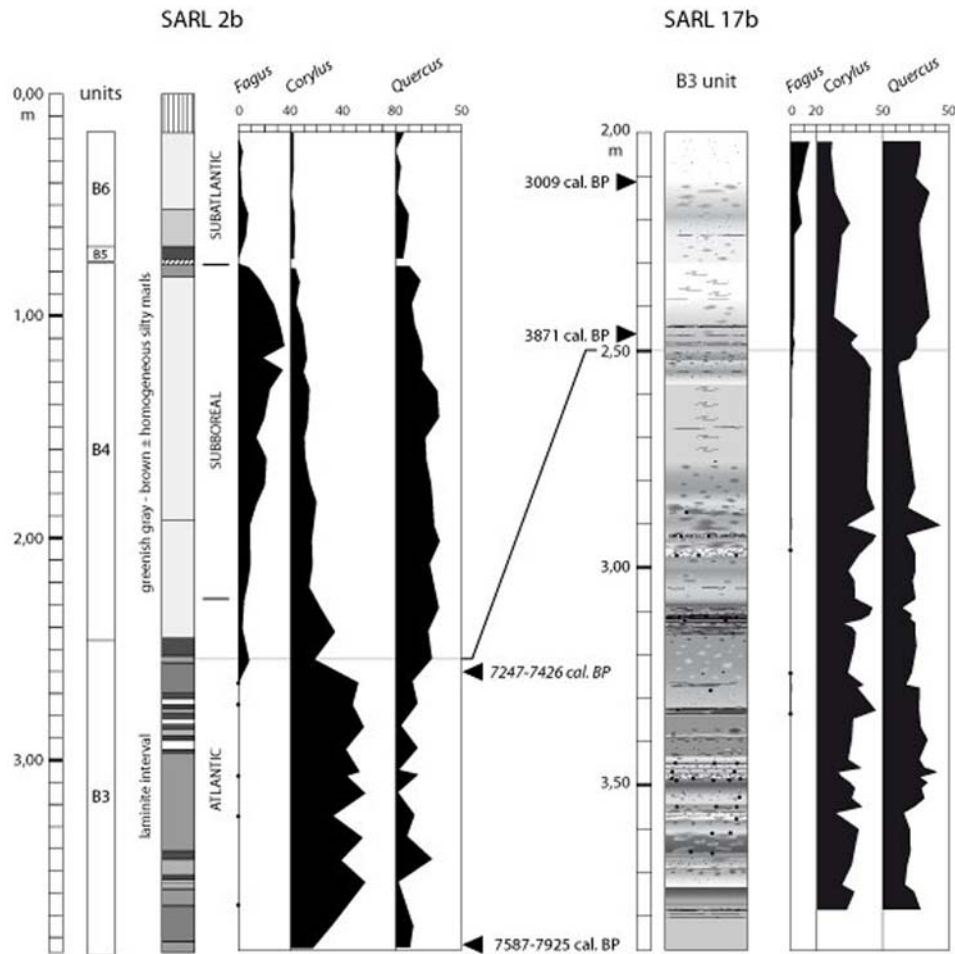 SARL 2b
SARL 17b
units
Fagus
Corylus
Quercus
B3 unit
Fagus
Corylus
Quercus
0,00
m
0
40
40
80
50
0
20
50
50
2,00
m
B6
B5
B4
B3
greenish gray - brown ± homogeneous silty marls
laminite interval
SUBATLANTIC
SUBBOREAL
ATLANTIC
1,00
2,00
3,00
3009 cal. BP
3871 cal. BP
7247-7426 cal. BP
7587-7925 cal. BP
2,50
3,00
3,50